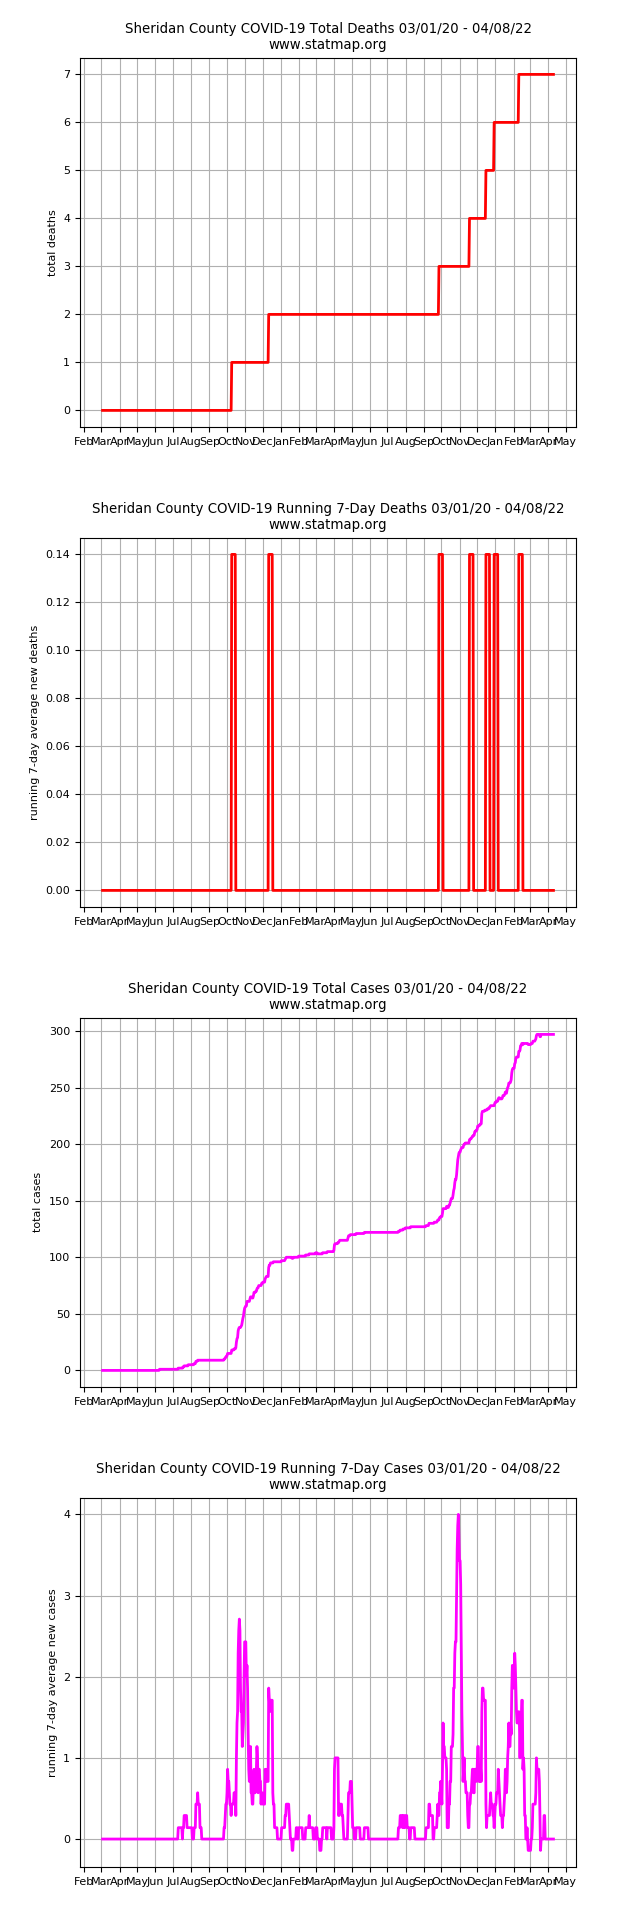 Sheridan County COVID-19 Total Deaths 03/01/20 - 04/08/22
www.statmap.org
7
6
5
4
3
2
1
0
total deaths
Feb Mar Apr May Jun Jul Aug Sep Oct Nov Dec Jan Feb Mar Apr May Jun Jul Aug Sep Oct Nov Dec Jan Feb Mar Apr May
Sheridan County COVID-19 Running 7-Day Deaths 03/01/20 - 04/08/22
www.statmap.org
0.14
0.12
0.10
0.08
0.06
0.04
0.02
0.00
running 7-day average new deaths
Feb Mar Apr May Jun Jul Aug Sep Oct Nov Dec Jan Feb Mar Apr May Jun Jul Aug Sep Oct Nov Dec Jan Feb Mar Apr May
Sheridan County COVID-19 Total Cases 03/01/20 - 04/08/22
www.statmap.org
300
250
200
150
100
50
0
total cases
Feb Mar Apr May Jun Jul Aug Sep Oct Nov Dec Jan Feb Mar Apr May Jun Jul Aug Sep Oct Nov Dec Jan Feb Mar Apr May
Sheridan County COVID-19 Running 7-Day Cases 03/01/20 - 04/08/22
www.statmap.org
4
3
2
1
0
running 7-day average new cases
Feb Mar Apr May Jun Jul Aug Sep Oct Nov Dec Jan Feb Mar Apr May Jun Jul Aug Sep Oct Nov Dec Jan Feb Mar Apr May